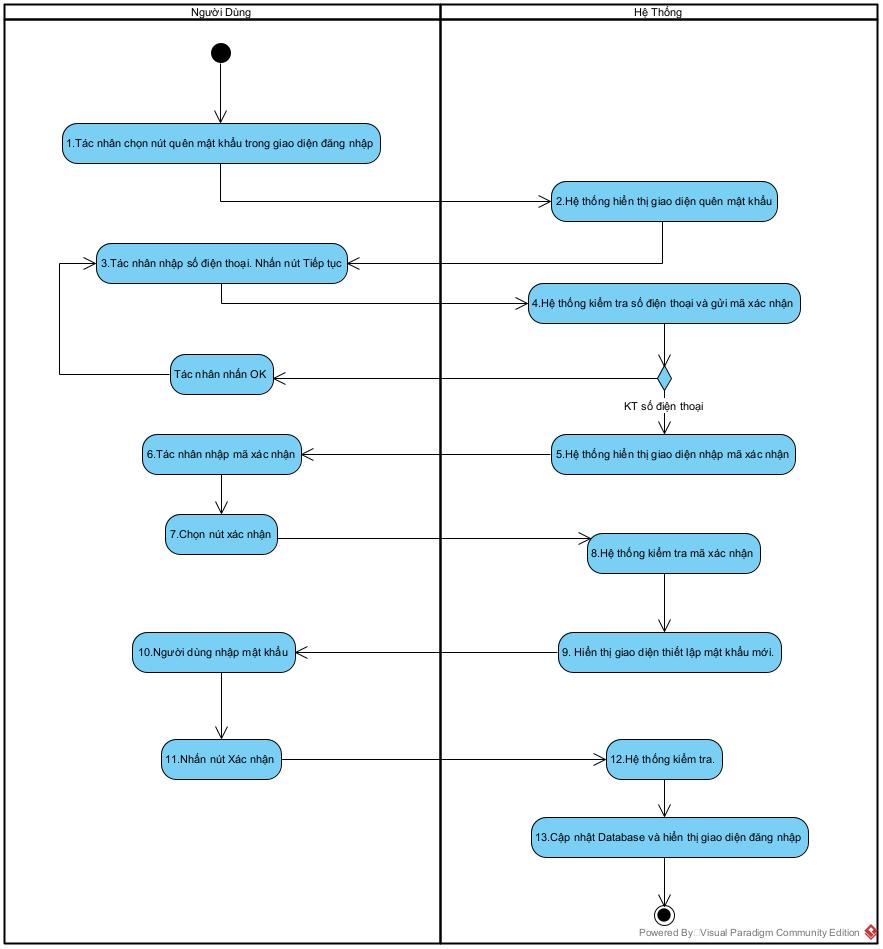 Người Dùng
Hệ Thống
1.Tác nhân chọn nút quên mật khẩu trong giao diện đăng nhập
2.Hệ thống hiển thị giao diện quên mật khẩu
3.Tác nhân nhập số điện thoại. Nhấn nút Tiếp tục
4.Hệ thống kiểm tra số điện thoại và gửi mã xác nhận
Tác nhân nhấn OK
KT số điện thoại
5.Hệ thống hiển thị giao diện nhập mã xác nhận
6.Tác nhân nhập mã xác nhận
7.Chọn nút xác nhận
8.Hệ thống kiểm tra mã xác nhận
9. Hiển thị giao diện thiết lập mật khẩu mới.
10.Người dùng nhập mật khẩu
11.Nhấn nút Xác nhận
12.Hệ thống kiểm tra.
13.Cập nhật Database và hiển thị giao diện đăng nhập
Powered By Visual Paradigm Community Edition